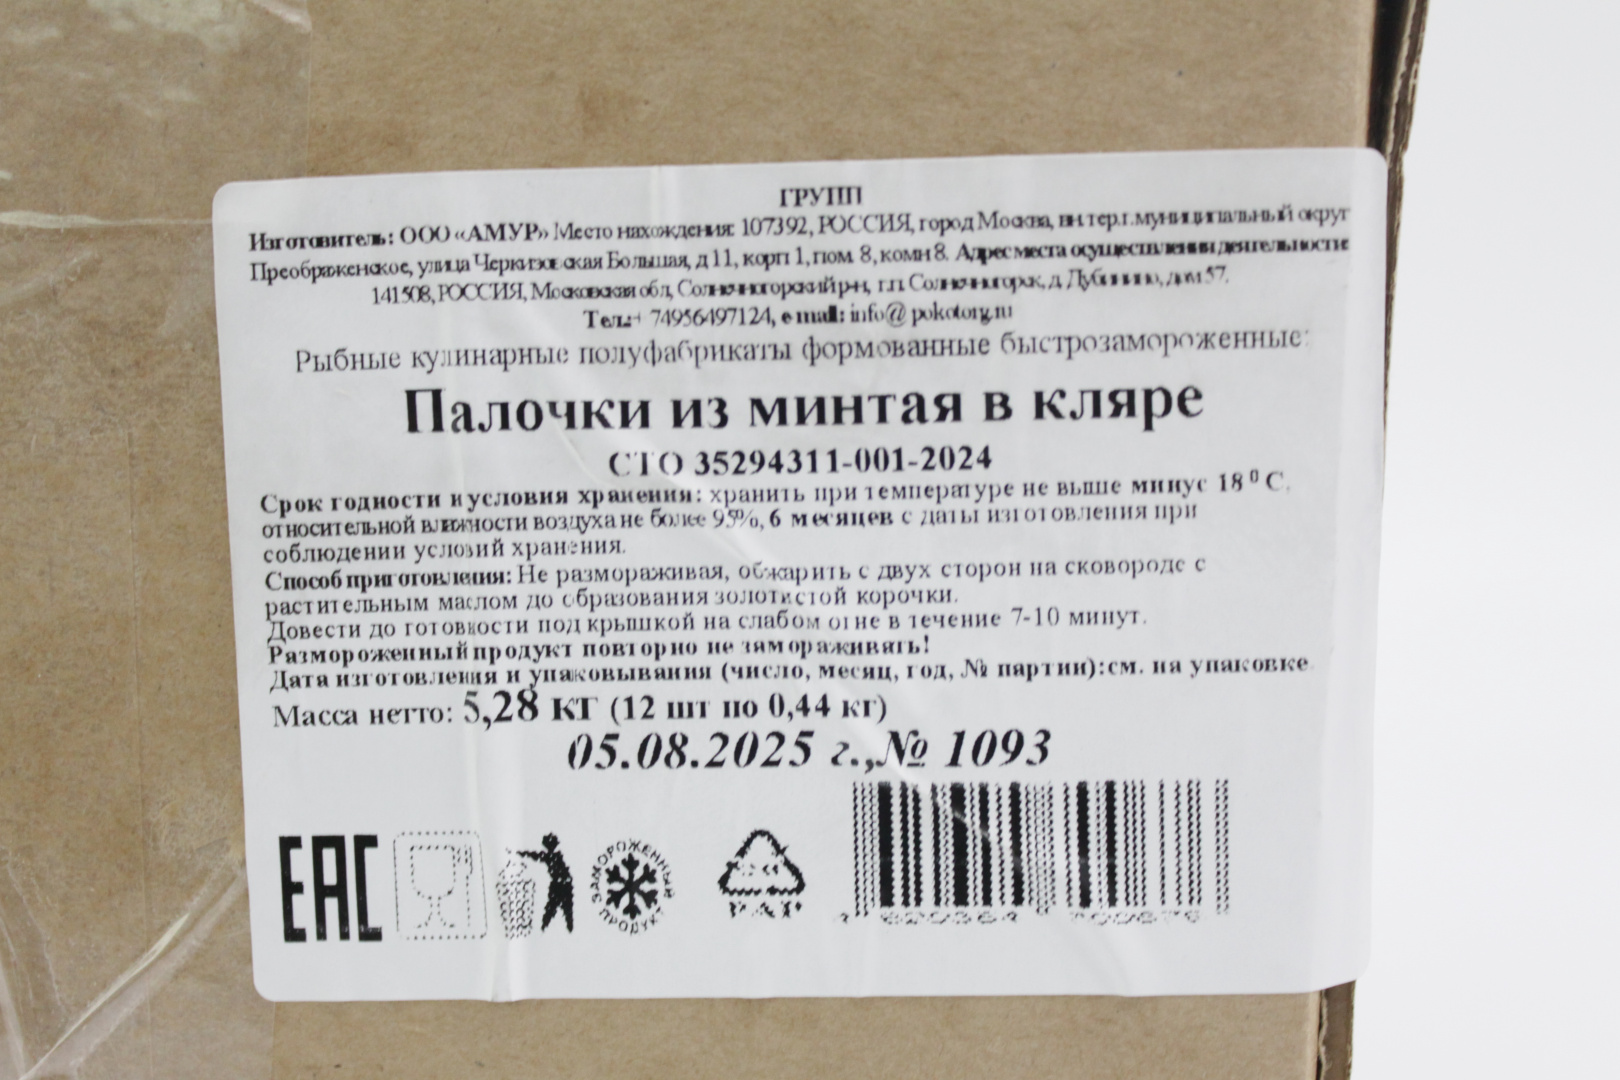 ГРУПП
Изготовитель: ООО «АМУР» Место нахождения: 107392, РОССИЯ, город Москва, вн.тер.г. муниципальный округ
Преображенское, улица Черкизовская Большая, д 11, корп 1, пом. 8, комн 8. Адрес места осуществления деятельности:
141508, РОССИЯ, Московская обл, Солнечногорский р-н, г.п. Солнечногорск, д. Дубинино, дом 57.
Тел.:+ 74956497124, e mail: info@ pokotorg.ru
Рыбные кулинарные полуфабрикаты формованные быстрозамороженные:
Палочки из минтая в кляре
СТО 35294311-001-2024
Срок годности и условия хранения: хранить при температуре не выше минус 18 ⁰ С,
относительной влажности воздуха не более 95%, 6 месяцев с даты изготовления при
соблюдении условий хранения.
Способ приготовления: Не размораживая, обжарить с двух сторон на сковороде с
растительным маслом до образования золотистой корочки.
Довести до готовности под крышкой на слабом огне в течение 7-10 минут.
Размороженный продукт повторно не замораживать!
Дата изготовления и упаковывания (число, месяц, год, № партии):см. на упаковке
Масса нетто: 5,28 кг (12 шт по 0,44 кг)
05.08.2025 г.,№ 1093
ЕАС
ЗАМОРОЖЕННЫЙ ПРОДУКТ